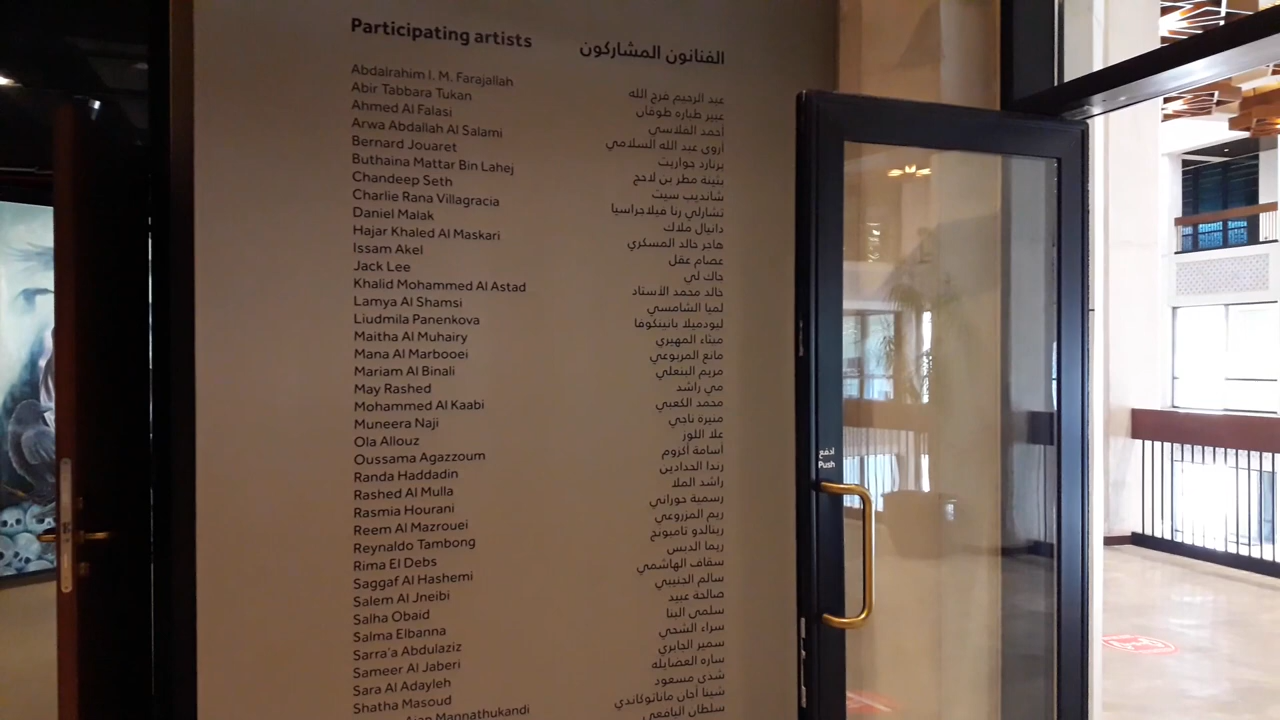 Participating artists
Abdalrahim I. M. Farajallah
Abir Tabbara Tukan
Ahmed Al Falasi
Arwa Abdallah Al Salami
Bernard Jouaret
Buthaina Mattar Bin Lahej
Chandeep Seth
Charlie Rana Villagracia
Daniel Malak
Hajar Khaled Al Maskari
Issam Akel
Jack Lee
Khalid Mohammed Al Astad
Lamya Al Shamsi
Liudmila Panenkova
Maitha Al Muhairy
Mana Al Marbooei
Mariam Al Binali
May Rashed
Mohammed Al Kaabi
Muneera Naji
Ola Allouz
Oussama Agazzoum
Randa Haddadin
Rashed Al Mulla
Rasmia Hourani
Reem Al Mazrouei
Reynaldo Tambong
Rima El Debs
Saggaf Al Hashemi
Salem Al Jneibi
Salha Obaid
Salma Elbanna
Sarra'a Abdulaziz
Sameer Al Jaberi
Sara Al Adayleh
Shatha Masoud
Ajan Mannathukandi
الفنانون المشاركون
عبد الرحيم فرج الله
عبير طباره طوقان
أحمد الفلاسي
أروى عبد الله السلامي
برنارد جواريت
بثينة مطر بن لاحج
شانديب سيث
تشارلي رنا فيلاجراسيا
دانيال ملاك
هاجر خالد المسكري
عصام عقل
جاك لي
خالد محمد الأستاد
لميا الشامسي
ليودميلا بانينكوفا
ميثاء المهيري
مانع المربوعي
مريم البنعلي
مي راشد
محمد الكعبي
منيرة ناجي
علا اللوز
أسامة أكزوم
رندا الحدادين
راشد الملا
رسمية حوراني
ريم المزروعي
رينالدو تامبونج
ريما الدبس
سقاف الهاشمي
سالم الجنيبي
صالحة عبيد
سلمى البنا
سراء الشحي
سمير الجابري
ساره العضايله
شذى مسعود
شينا أجان ماناتوكاندي
سلطان اليافعي
ادفع
Push